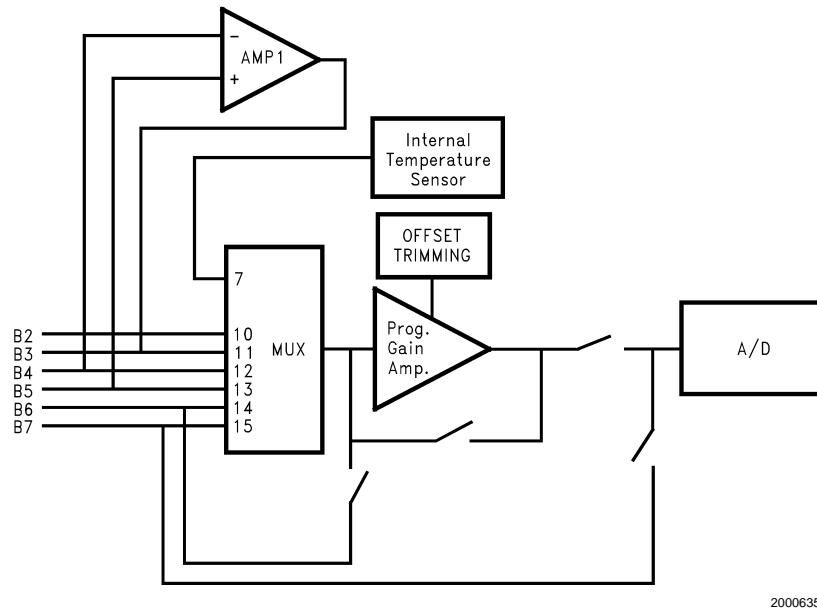 −
AMP1
+
Internal
Temperature
Sensor
OFFSET
TRIMMING
7
Prog.
Gain
Amp.
MUX
A/D
B2 10
B3 11
B4 12
B5 13
B6 14
B7 15
2000635